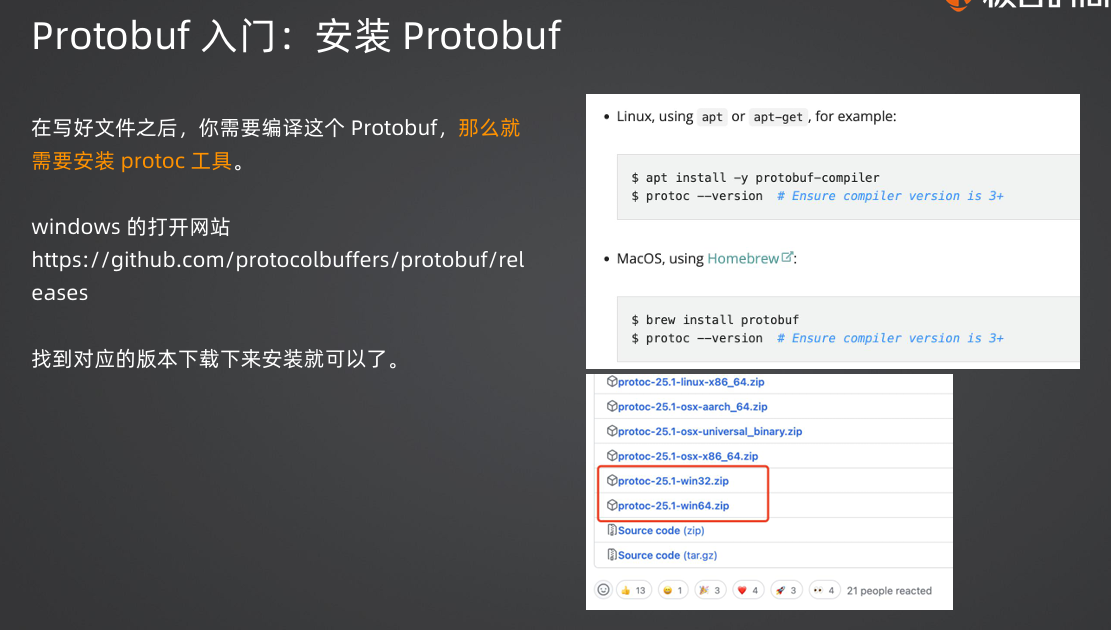 Protobuf 入门：安装 Protobuf
在写好文件之后，你需要编译这个 Protobuf，那么就
需要安装 protoc 工具。
windows 的打开网站
https://github.com/protocolbuffers/protobuf/rel
eases
找到对应的版本下载下来安装就可以了。
• Linux, using apt or apt-get , for example:
$ apt install -y protobuf-compiler
$ protoc --version # Ensure compiler version is 3+
• MacOS, using Homebrew:
$ brew install protobuf
$ protoc --version # Ensure compiler version is 3+
protoc-25.1-linux-x86_64.zip
protoc-25.1-osx-aarch_64.zip
protoc-25.1-osx-universal_binary.zip
protoc-25.1-osx-x86_64.zip
protoc-25.1-win32.zip
protoc-25.1-win64.zip
Source code (zip)
Source code (tar.gz)
13 1 3 4 3 4 21 people reacted